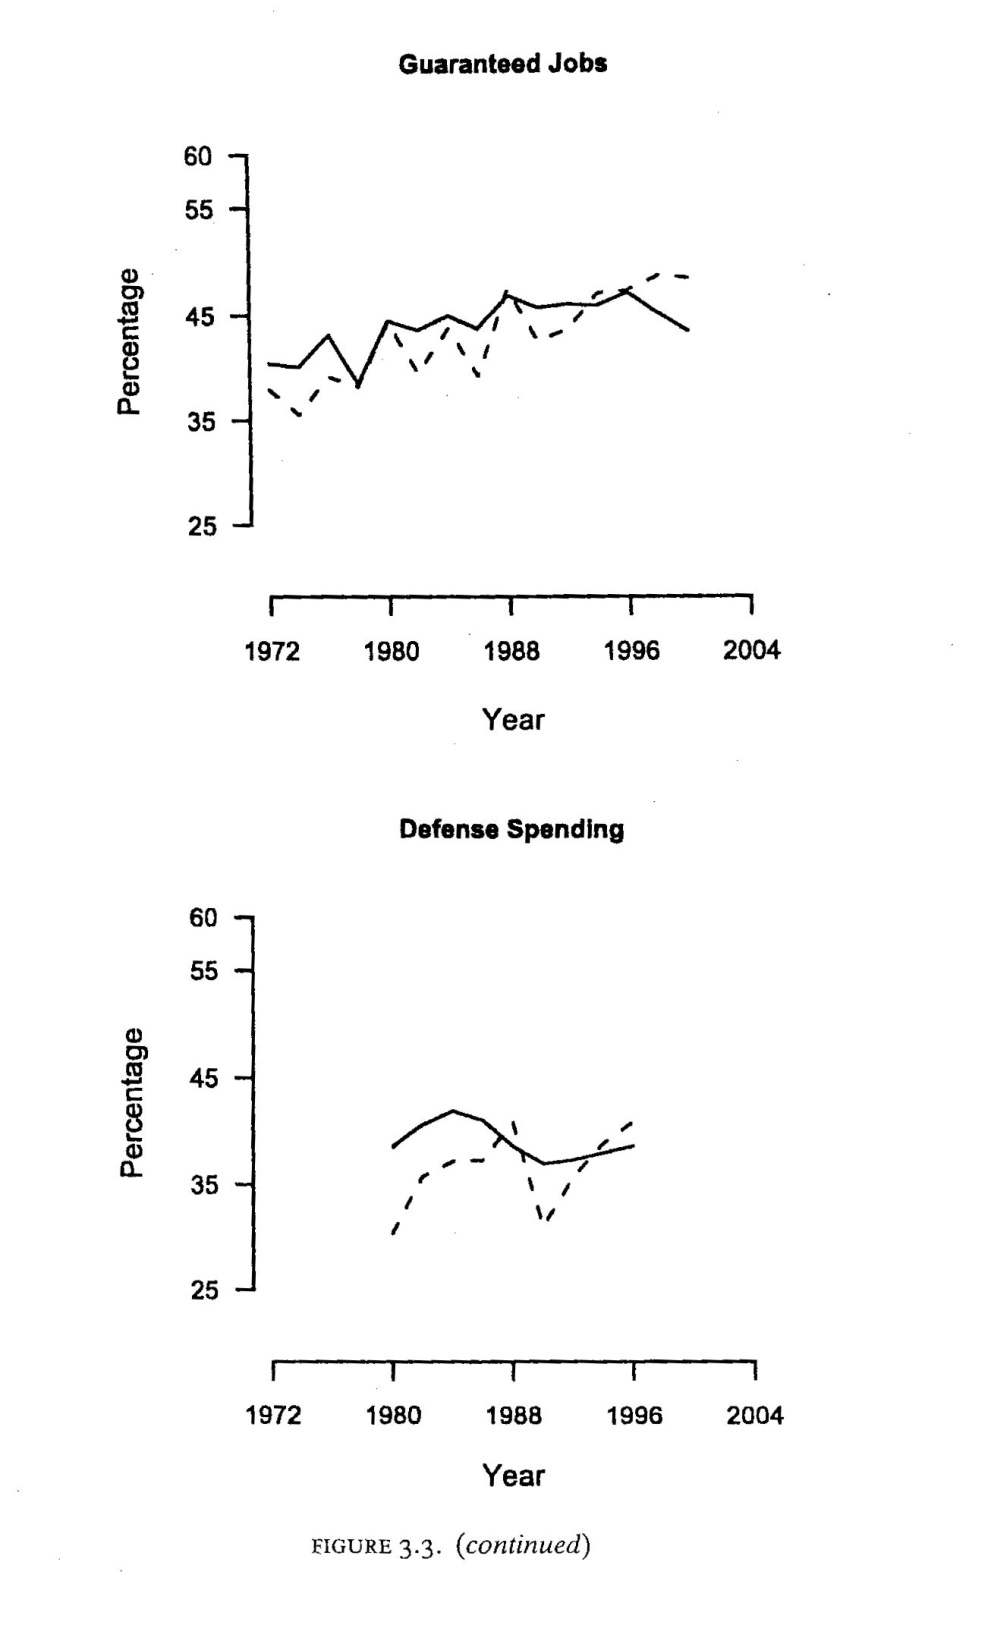 Guaranteed Jobs
60
55
45
35
25
Percentage
1972 1980 1988 1996 2004
Year
Defense Spending
60
55
45
35
25
Percentage
1972 1980 1988 1996 2004
Year
FIGURE 3.3. (continued)